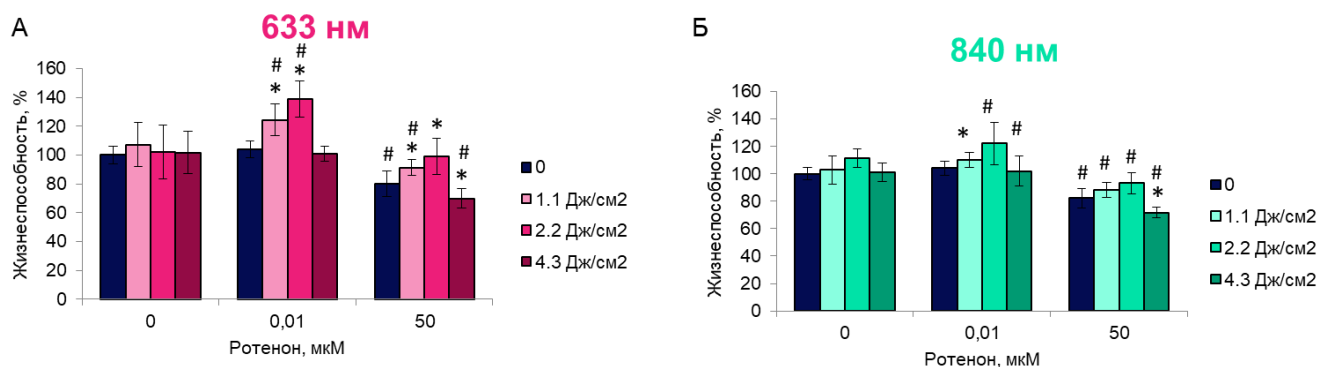 А
633 нм
Жизнеспособность, %
160
140
120
100
80
60
40
20
0
# * # *
# # * * # *
0
0,01
50
Ротенон, мкМ
0
1.1 Дж/см2
2.2 Дж/см2
4.3 Дж/см2
Б
840 нм
Жизнеспособность, %
160
140
120
100
80
60
40
20
0
* # #
# # # # *
0
0,01
50
Ротенон, мкМ
0
1.1 Дж/см2
2.2 Дж/см2
4.3 Дж/см2